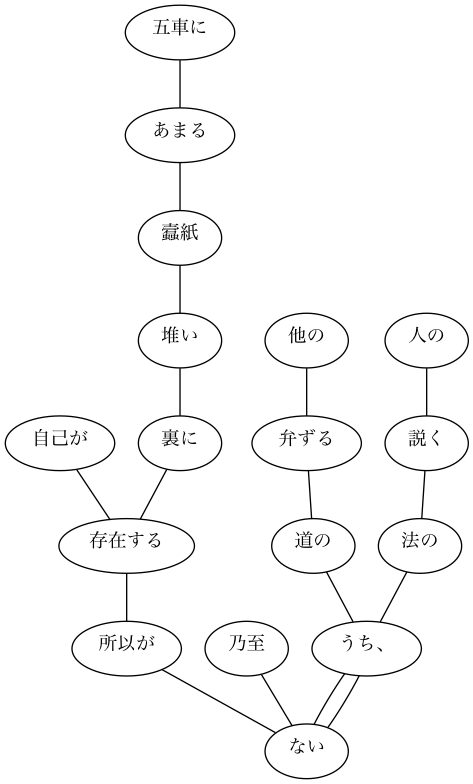 五車に
あまる
蠧紙
堆い
他の
人の
自己が
裏に
弁ずる
説く
存在する
道の
法の
所以が
乃至
うち、
ない